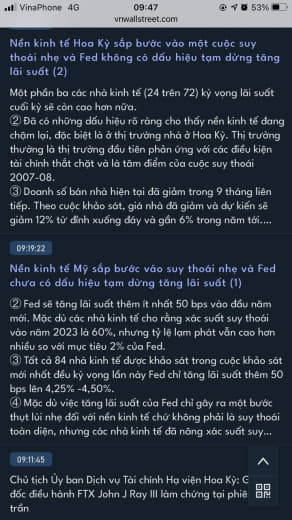 VinaPhone 4G 09:47 53%
vnwallstreet.com
Nền kinh tế Hoa Kỳ sắp bước vào một cuộc suy
thoái nhẹ và Fed không có dấu hiệu tạm dừng tăng
lãi suất (2)
Một phần ba các nhà kinh tế (24 trên 72) kỳ vọng lãi suất
cuối kỳ sẽ còn cao hơn nữa.
② Đã có những dấu hiệu rõ ràng cho thấy nền kinh tế đang
chậm lại, đặc biệt là ở thị trường nhà ở Hoa Kỳ. Thị trường
thường là thị trường đầu tiên phản ứng với các điều kiện
tài chính thắt chặt và là tâm điểm của cuộc suy thoái
2007-08.
③ Doanh số bán nhà hiện tại đã giảm trong 9 tháng liên
tiếp. Theo cuộc khảo sát, giá nhà đã giảm và dự kiến sẽ
giảm 12% từ đỉnh xuống đáy và gần 6% trong năm tới....
09:19:22
Nền kinh tế Mỹ sắp bước vào suy thoái nhẹ và Fed
chưa có dấu hiệu tạm dừng tăng lãi suất (1)
② Fed sẽ tăng lãi suất thêm ít nhất 50 bps vào đầu năm
mới. Mặc dù các nhà kinh tế cho rằng xác suất suy thoái
vào năm 2023 là 60%, nhưng tỷ lệ lạm phát vẫn cao hơn
nhiều so với mục tiêu 2% của Fed.
③ Tất cả 84 nhà kinh tế được khảo sát trong cuộc khảo sát
mới nhất đều kỳ vọng lần này Fed chỉ tăng lãi suất thêm 50
bps lên 4,25% -4,50%.
④ Mặc dù việc tăng lãi suất của Fed chỉ gây ra một bước
thụt lùi nhẹ đối với nền kinh tế chứ không phải là suy thoái
toàn diện, nhưng các nhà kinh tế đã nâng xác suất suy...
09:11:45
Chủ tịch Ủy ban Dịch vụ Tài chính Hạ viện Hoa Kỳ: G
đốc điều hành FTX John J Ray III làm chứng tại phiê
trần